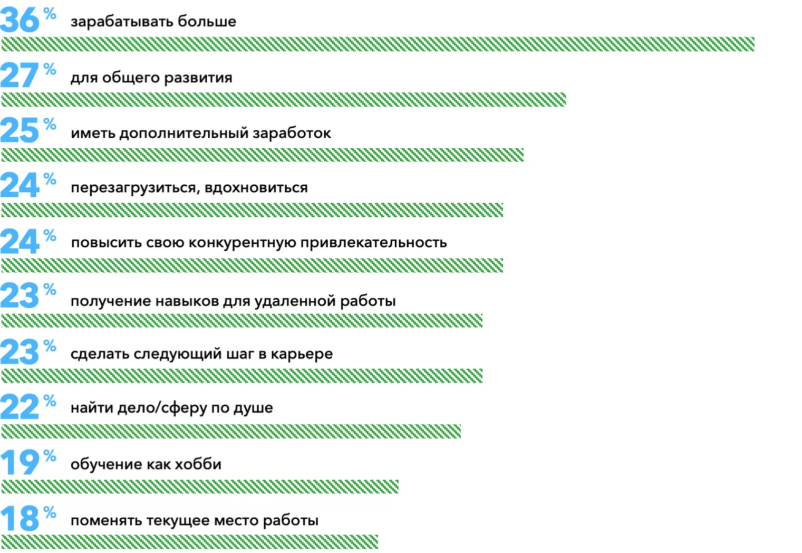 36% зарабатывать больше
27% для общего развития
25% иметь дополнительный заработок
24% перезагрузиться, вдохновиться
24% повысить свою конкурентную привлекательность
23% получение навыков для удаленной работы
23% сделать следующий шаг в карьере
22% найти дело/сферу по душе
19% обучение как хобби
18% поменять текущее место работы